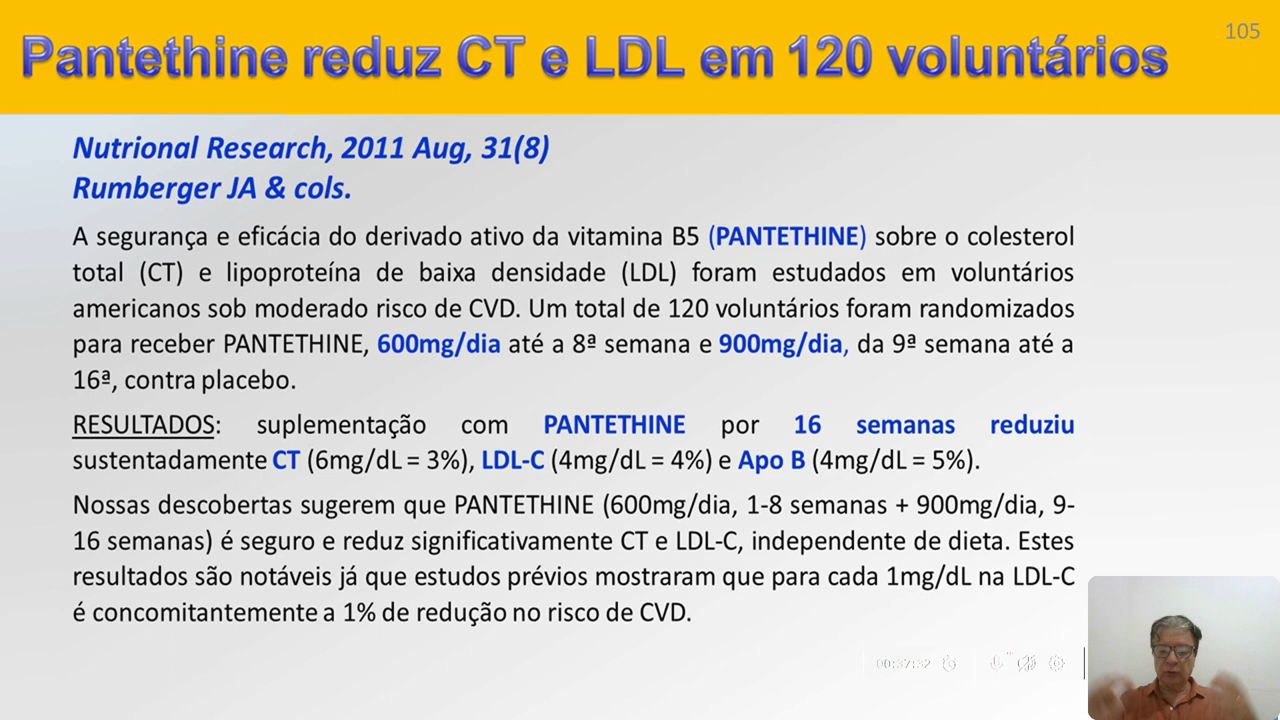 105
Pantethine reduz CT e LDL em 120 voluntários
Nutrional Research, 2011 Aug, 31(8)
Rumberger JA & cols.
A segurança e eficácia do derivado ativo da vitamina B5 (PANTETHINE) sobre o colesterol
total (CT) e lipoproteína de baixa densidade (LDL) foram estudados em voluntários
americanos sob moderado risco de CVD. Um total de 120 voluntários foram randomizados
para receber PANTETHINE, 600mg/dia até a 8ª semana e 900mg/dia, da 9ª semana até a
16ª, contra placebo.
RESULTADOS: suplementação com PANTETHINE por 16 semanas reduziu
sustentadamente CT (6mg/dL = 3%), LDL-C (4mg/dL = 4%) e Apo B (4mg/dL = 5%).
Nossas descobertas sugerem que PANTETHINE (600mg/dia, 1-8 semanas + 900mg/dia, 9-
16 semanas) é seguro e reduz significativamente CT e LDL-C, independente de dieta. Estes
resultados são notáveis já que estudos prévios mostraram que para cada 1mg/dL na LDL-C
é concomitantemente a 1% de redução no risco de CVD.
00:37:32